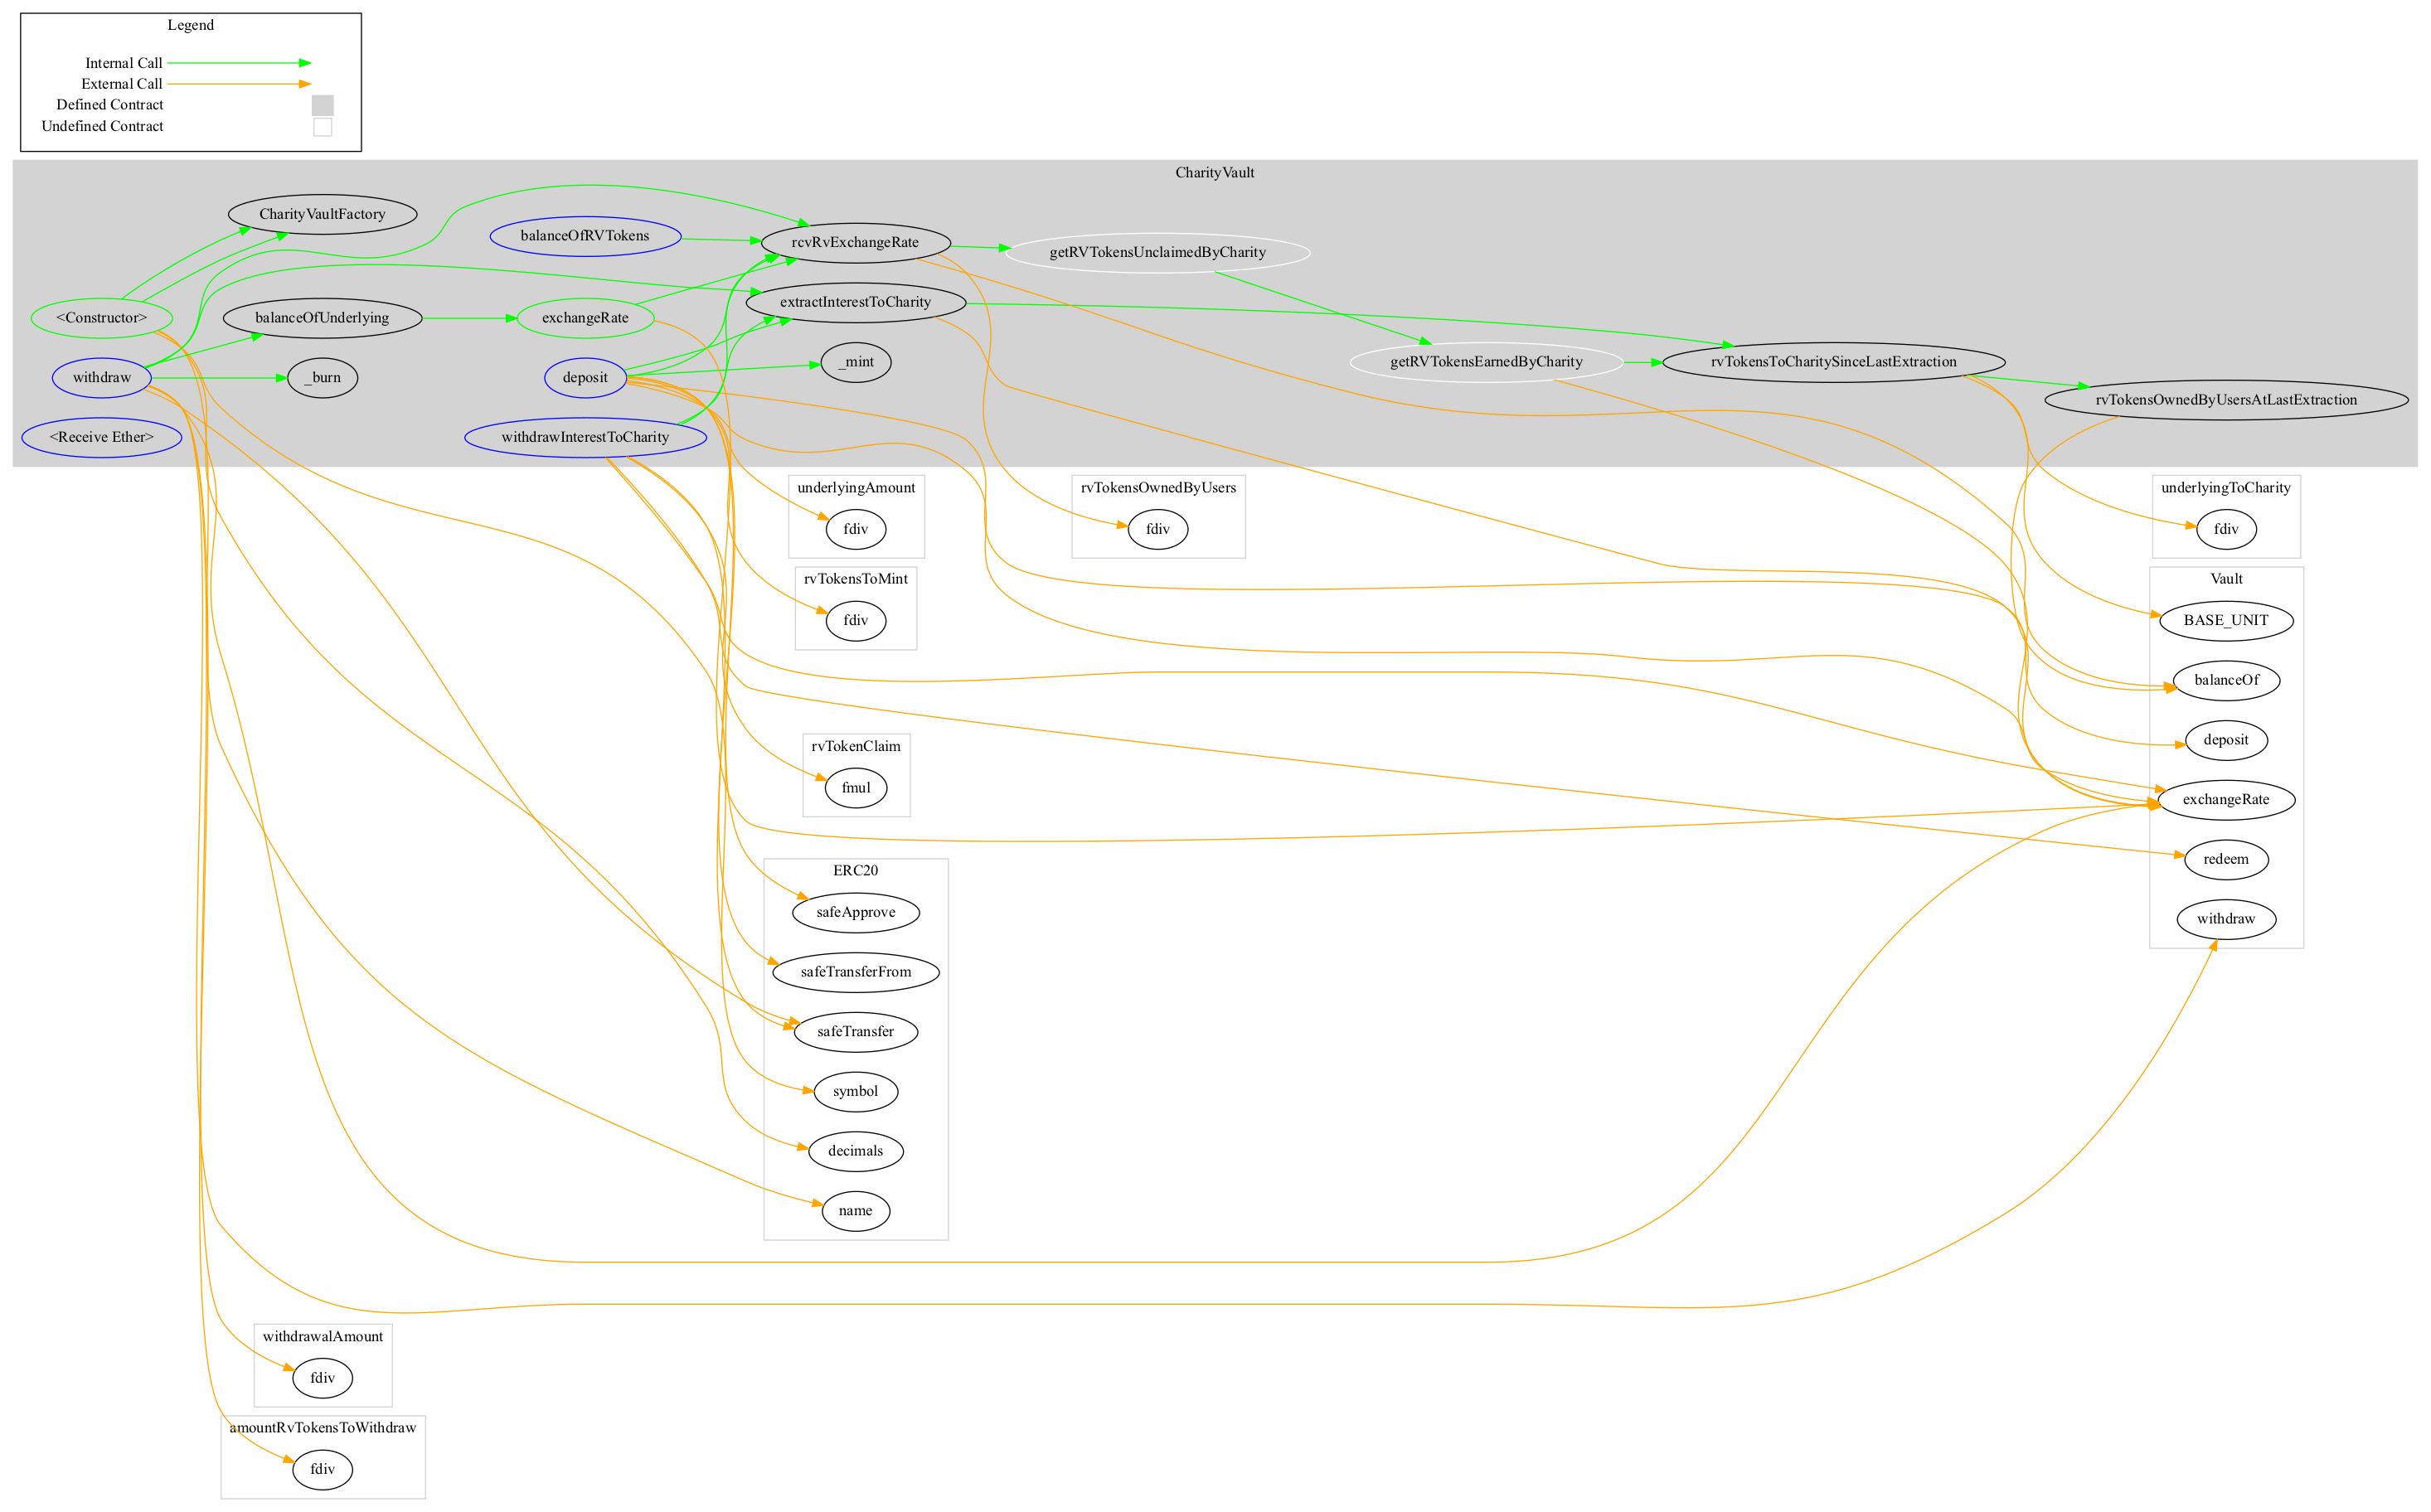 Legend
Internal Call
External Call
Defined Contract
Undefined Contract
CharityVault
CharityVaultFactory
balanceOfRVTokens
rcvRvExchangeRate
getRVTokensUnclaimedByCharity
<Constructor>
balanceOfUnderlying
exchangeRate
extractInterestToCharity
withdraw
_burn
deposit
_mint
getRVTokensEarnedByCharity
rvTokensToCharitySinceLastExtraction
rvTokensOwnedByUsersAtLastExtraction
<Receive Ether>
withdrawInterestToCharity
underlyingAmount
fdiv
rvTokensOwnedByUsers
fdiv
underlyingToCharity
fdiv
rvTokensToMint
fdiv
Vault
BASE_UNIT
balanceOf
deposit
exchangeRate
redeem
withdraw
rvTokenClaim
fmul
ERC20
safeApprove
safeTransferFrom
safeTransfer
symbol
decimals
name
withdrawalAmount
fdiv
amountRvTokensToWithdraw
fdiv